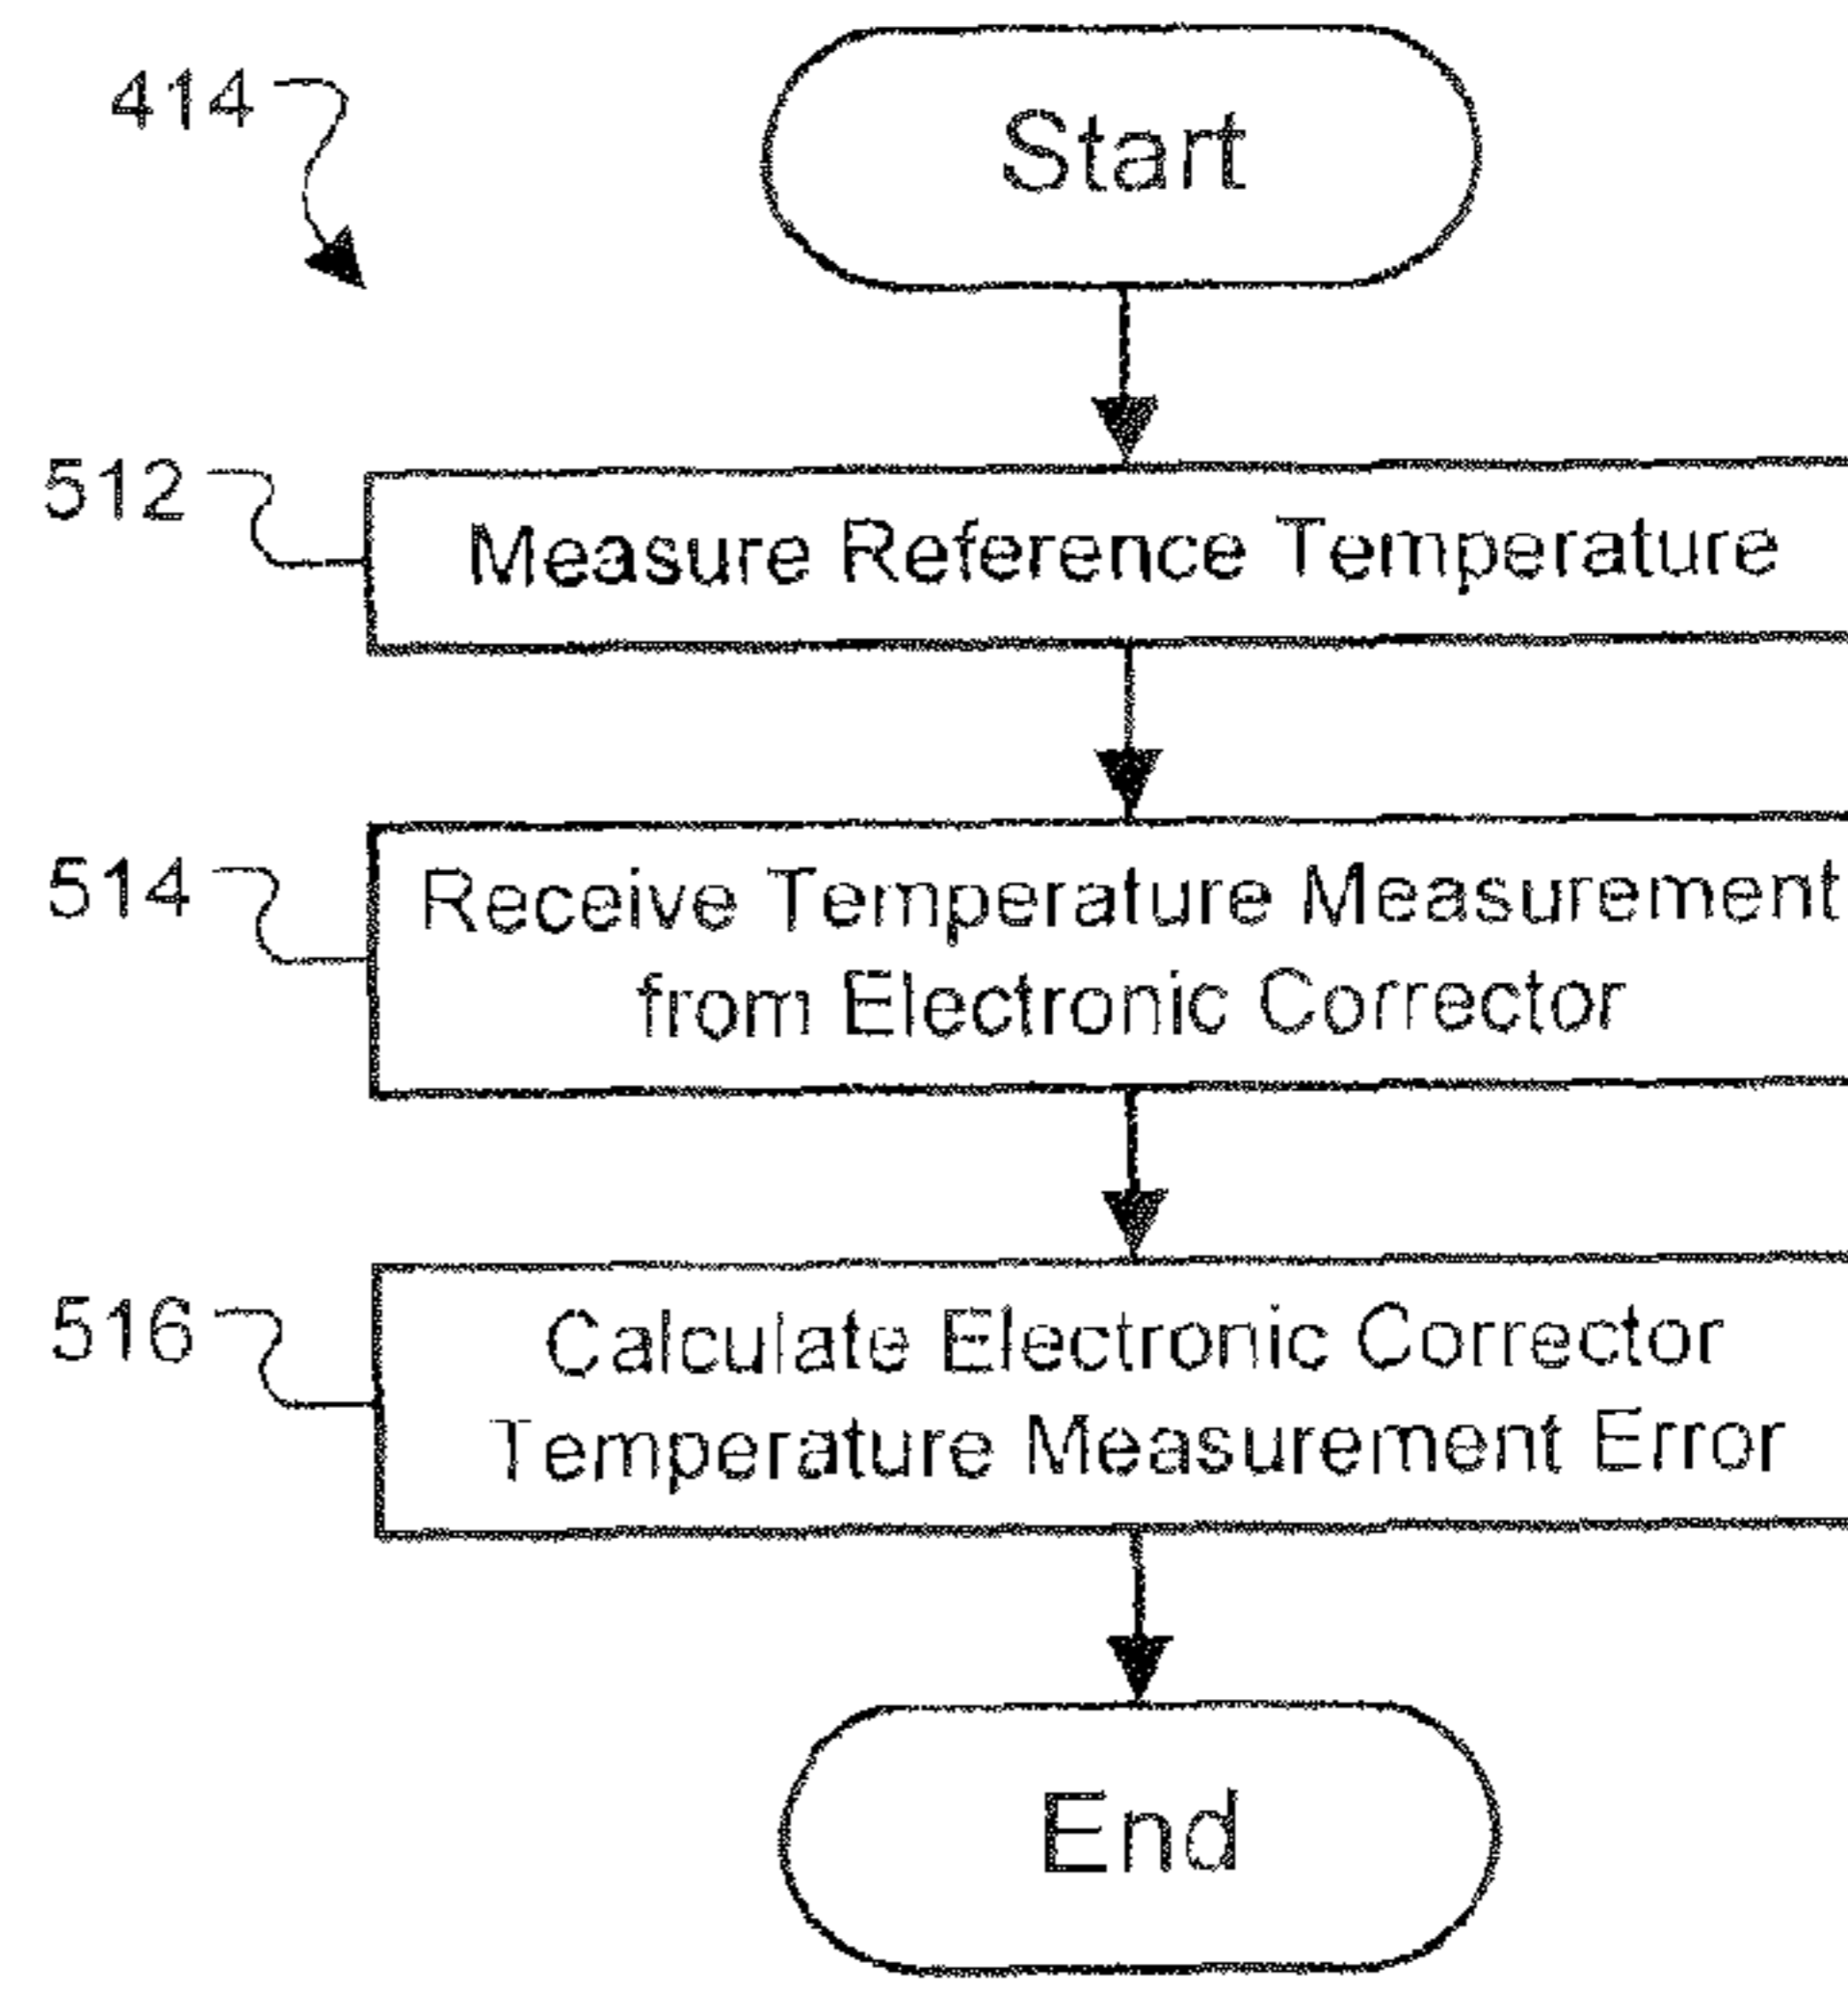 414
Start
512
Measure Reference Temperature
514
Receive Temperature Measurement
from Electronic Corrector
516
Calculate Electronic Corrector
Temperature Measurement Error
End